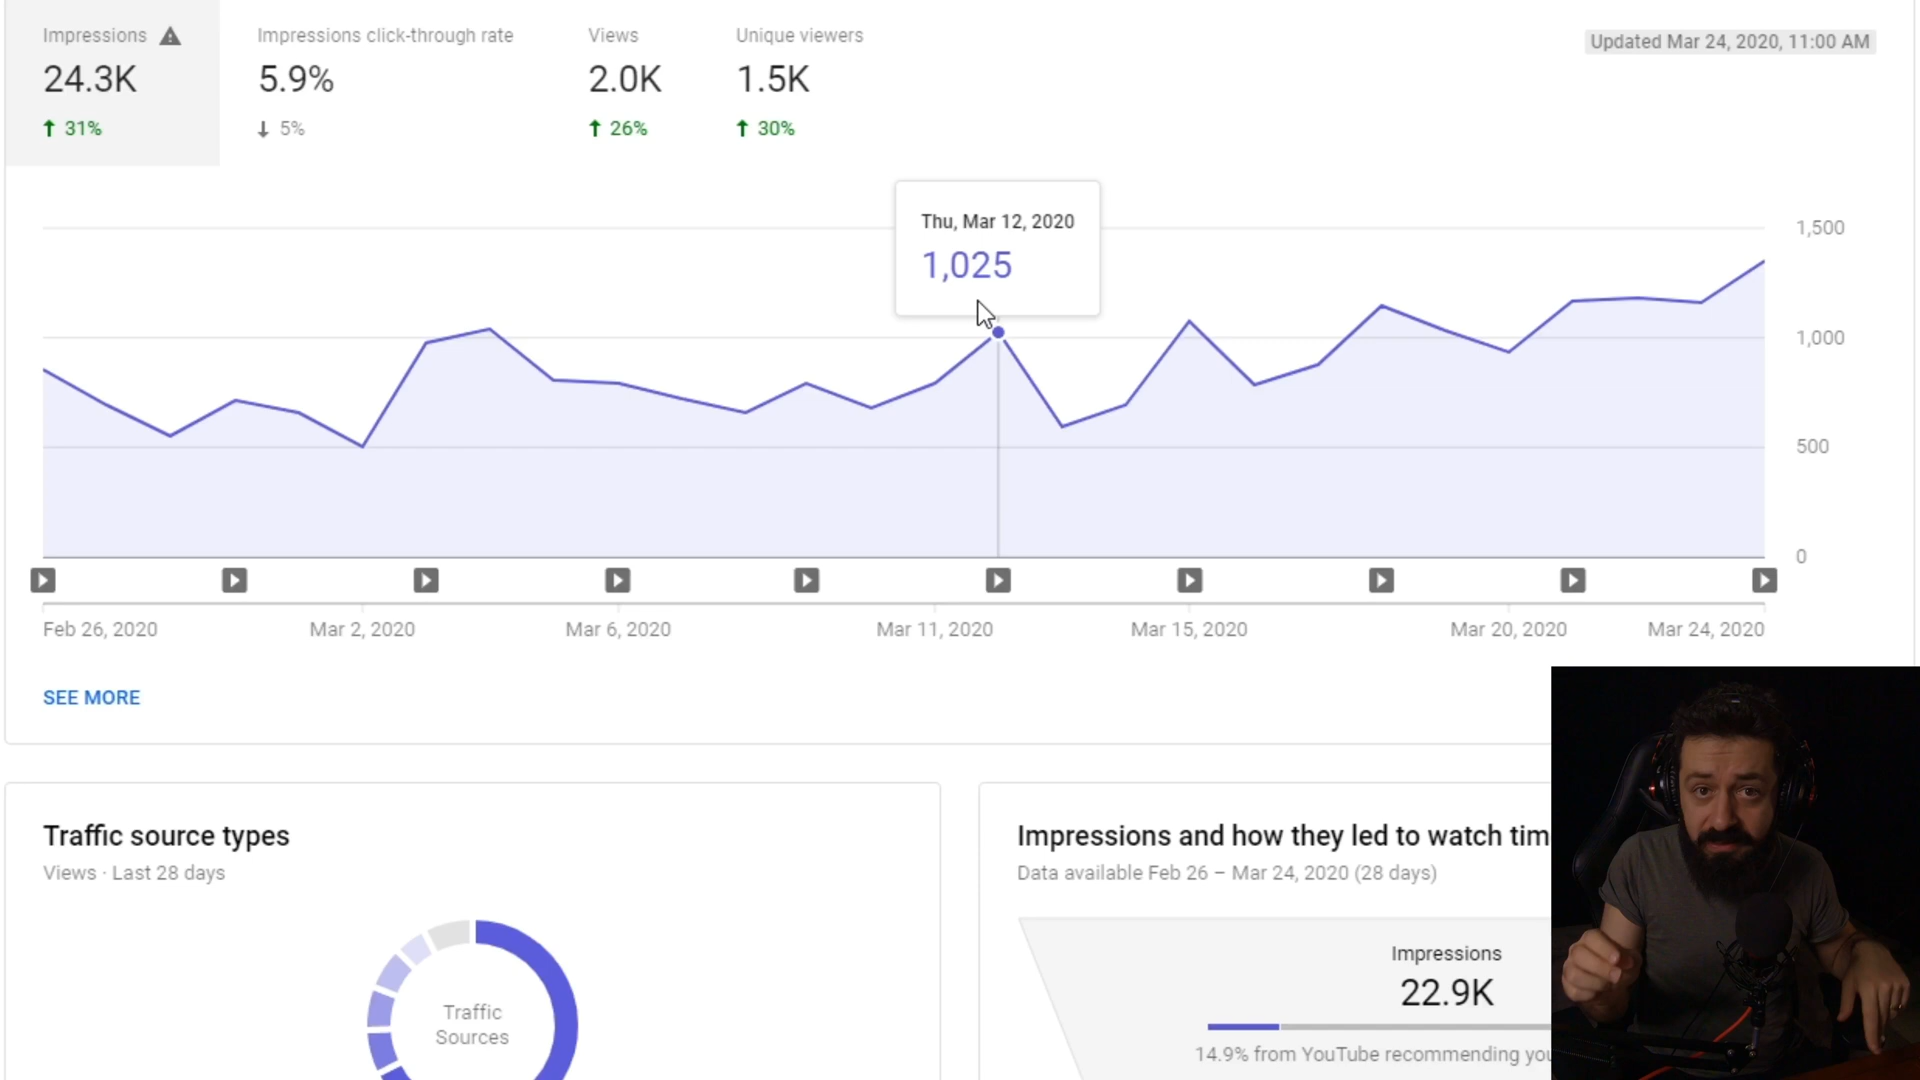 Impressions
24.3K
31%
Impressions click-through rate
5.9%
5%
Views
2.0K
26%
Unique viewers
1.5K
30%
Updated Mar 24, 2020, 11:00 AM
Thu, Mar 12, 2020
1,025
1,500
1,000
500
0
Feb 26, 2020
Mar 2, 2020
Mar 6, 2020
Mar 11, 2020
Mar 15, 2020
Mar 20, 2020
Mar 24, 2020
SEE MORE
Traffic source types
Views · Last 28 days
Traffic
Sources
Impressions and how they led to watch tim
Data available Feb 26 – Mar 24, 2020 (28 days)
Impressions
22.9K
14.9% from YouTube recommending you